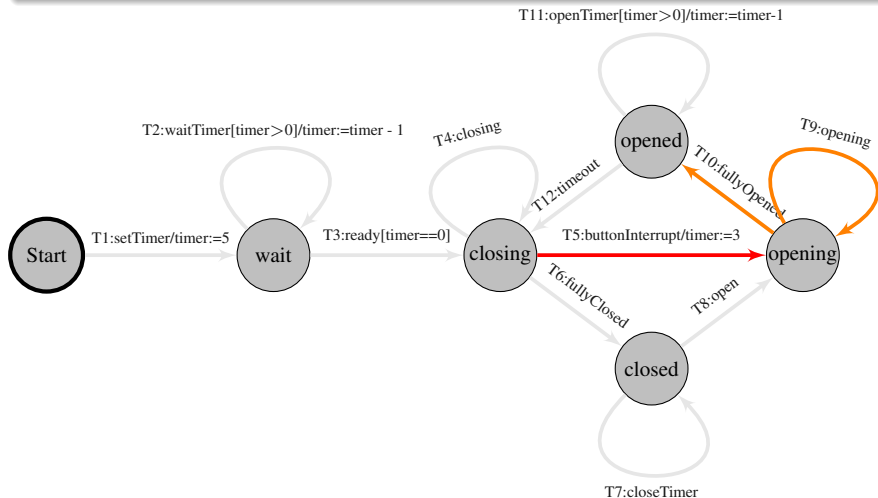 T11:openTimer[timer>0]/timer:=timer-1
T2:waitTimer[timer>0]/timer:=timer - 1
T4:closing
opened
T9:opening
T10:fullyOpened
T12:timeout
Start
T1:setTimer/timer:=5
wait
T3:ready[timer==0]
closing
T5:buttonInterrupt/timer:=3
opening
T6:fullyClosed
T8:open
closed
T7:closeTimer